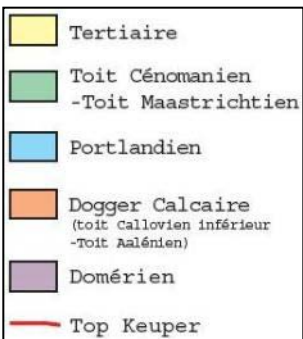 Tertiaire
Toit Cénomanien
-Toit Maastrichtien
Portlandien
Dogger Calcaire
(toit Callovien inférieur
-Toit Aalénien)
Domérien
Top Keuper